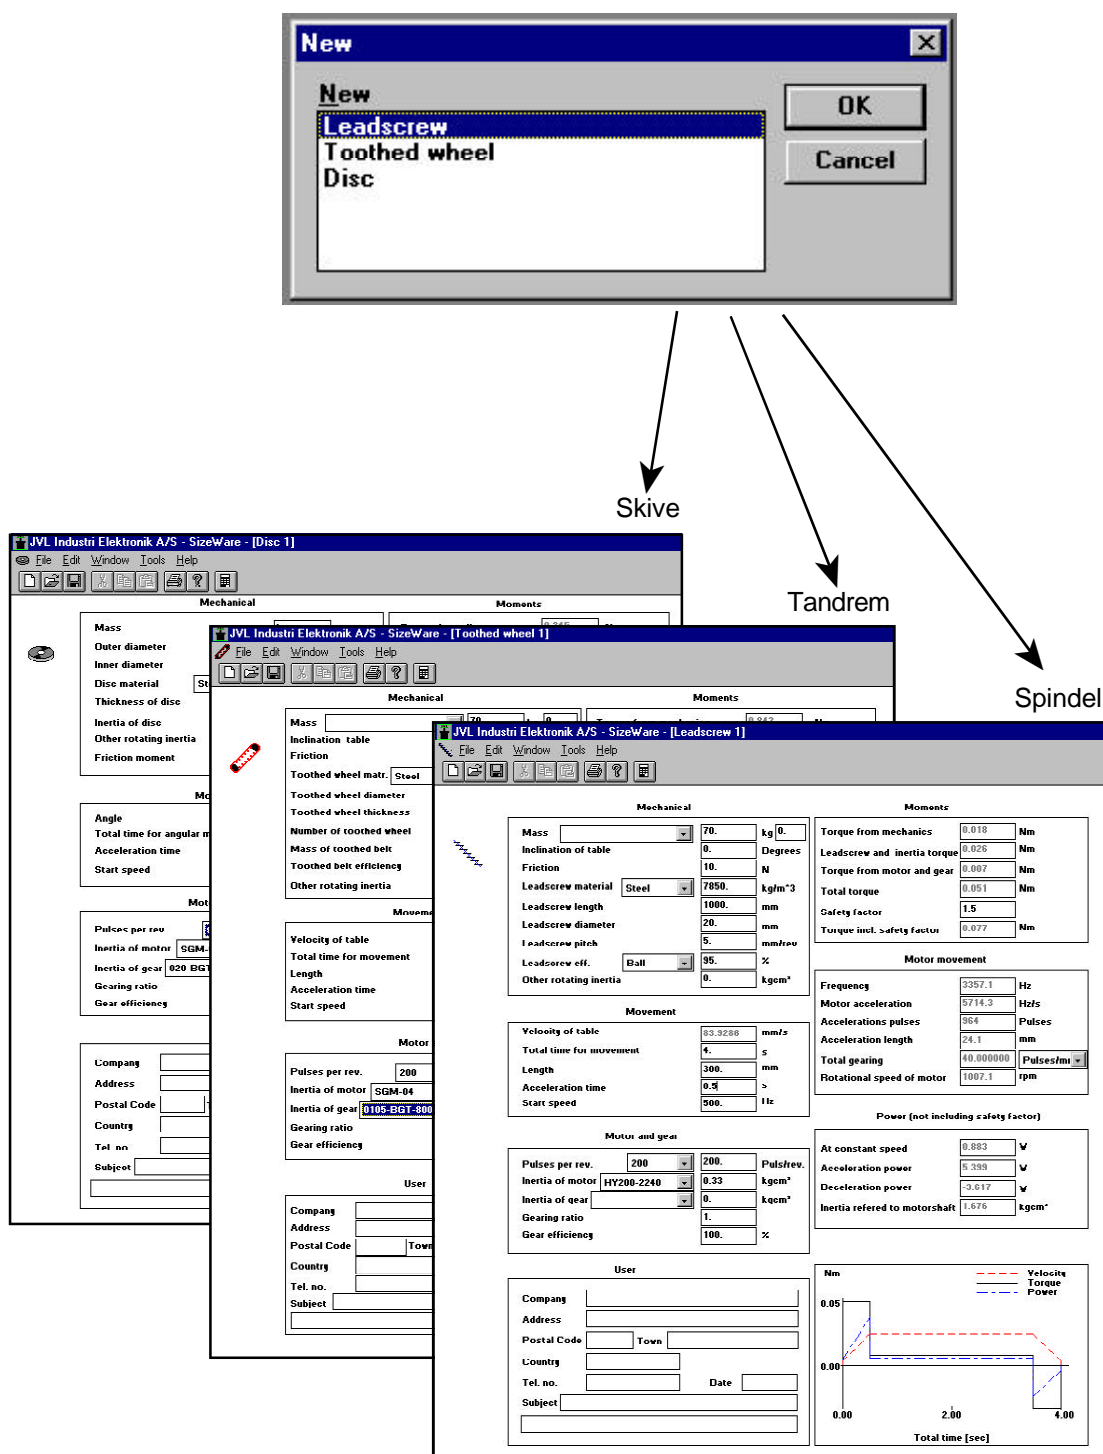 New
New
Leadscrew
Toothed wheel
Disc
OK
Cancel
Skive
Tandrem
Spindel
JVL Industri Elektronik A/S - SizeWare - [Disc 1]
File Edit Window Tools Help
Mechanical
Moments
Mass
Outer diameter
Inner diameter
Disc material
Thickness of disc
Inertia of disc
Other rotating inertia
Friction moment
Angle
Total time for angular m
Acceleration time
Start speed
Mot
Pulses per rev
Inertia of motor SGM-
Inertia of gear 020 BGT
Gearing ratio
Gear efficiency
Company
Address
Postal Code
Country
Tel. no.
Subject
JVL Industri Elektronik A/S - SizeWare - [Toothed wheel 1]
File Edit Window Tools Help
Mechanical
Moments
Mass 70.
Inclination table
Friction
Toothed wheel matr. Steel
Toothed wheel diameter
Toothed wheel thickness
Number of toothed wheel
Mass of toothed belt
Toothed belt efficiency
Other rotating inertia
Moveme
Velocity of table
Total time for movement
Length
Acceleration time
Start speed
Motor
Pulses per rev. 200
Inertia of motor SGM-04
Inertia of gear 0105-BGT-800
Gearing ratio
Gear efficiency
User
Company
Address
Postal Code Town
Country
Tel. no.
Subject
JVL Industri Elektronik A/S - SizeWare - [Leadscrew 1]
File Edit Window Tools Help
Mechanical
Mass 70. kg 0.
Inclination of table 0. Degrees
Friction 10. N
Leadscrew material Steel 7850. kg/m^3
Leadscrew length 1000. mm
Leadscrew diameter 20. mm
Leadscrew pitch 5. mm/rev
Leadscrew eff. Ball 95. %
Other rotating inertia 0. kgcm²
Movement
Velocity of table 83.9286 mm/s
Total time for movement 4. s
Length 300. mm
Acceleration time 0.5 s
Start speed 500. Hz
Motor and gear
Pulses per rev. 200 200. Puls/rev.
Inertia of motor HY200-2240 0.33 kgcm²
Inertia of gear 0. kgcm²
Gearing ratio 1.
Gear efficiency 100. %
User
Company
Address
Postal Code Town
Country
Tel. no. Date
Subject
Moments
Torque from mechanics 0.018 Nm
Leadscrew and inertia torque 0.026 Nm
Torque from motor and gear 0.007 Nm
Total torque 0.051 Nm
Safety factor 1.5
Torque incl. safety factor 0.077 Nm
Motor movement
Frequency 3357.1 Hz
Motor acceleration 5714.3 Hz/s
Accelerations pulses 964 Pulses
Acceleration length 24.1 mm
Total gearing 40.000000 Pulses/m
Rotational speed of motor 1007.1 rpm
Power (not including safety factor)
At constant speed 0.883 W
Acceleration power 5.399 W
Deceleration power -3.617 W
Inertia refered to motorshaft 1.676 kgcm²
Nm
Velocity
Torque
Power
0.05
0.00
0.00 2.00 4.00
Total time [sec]